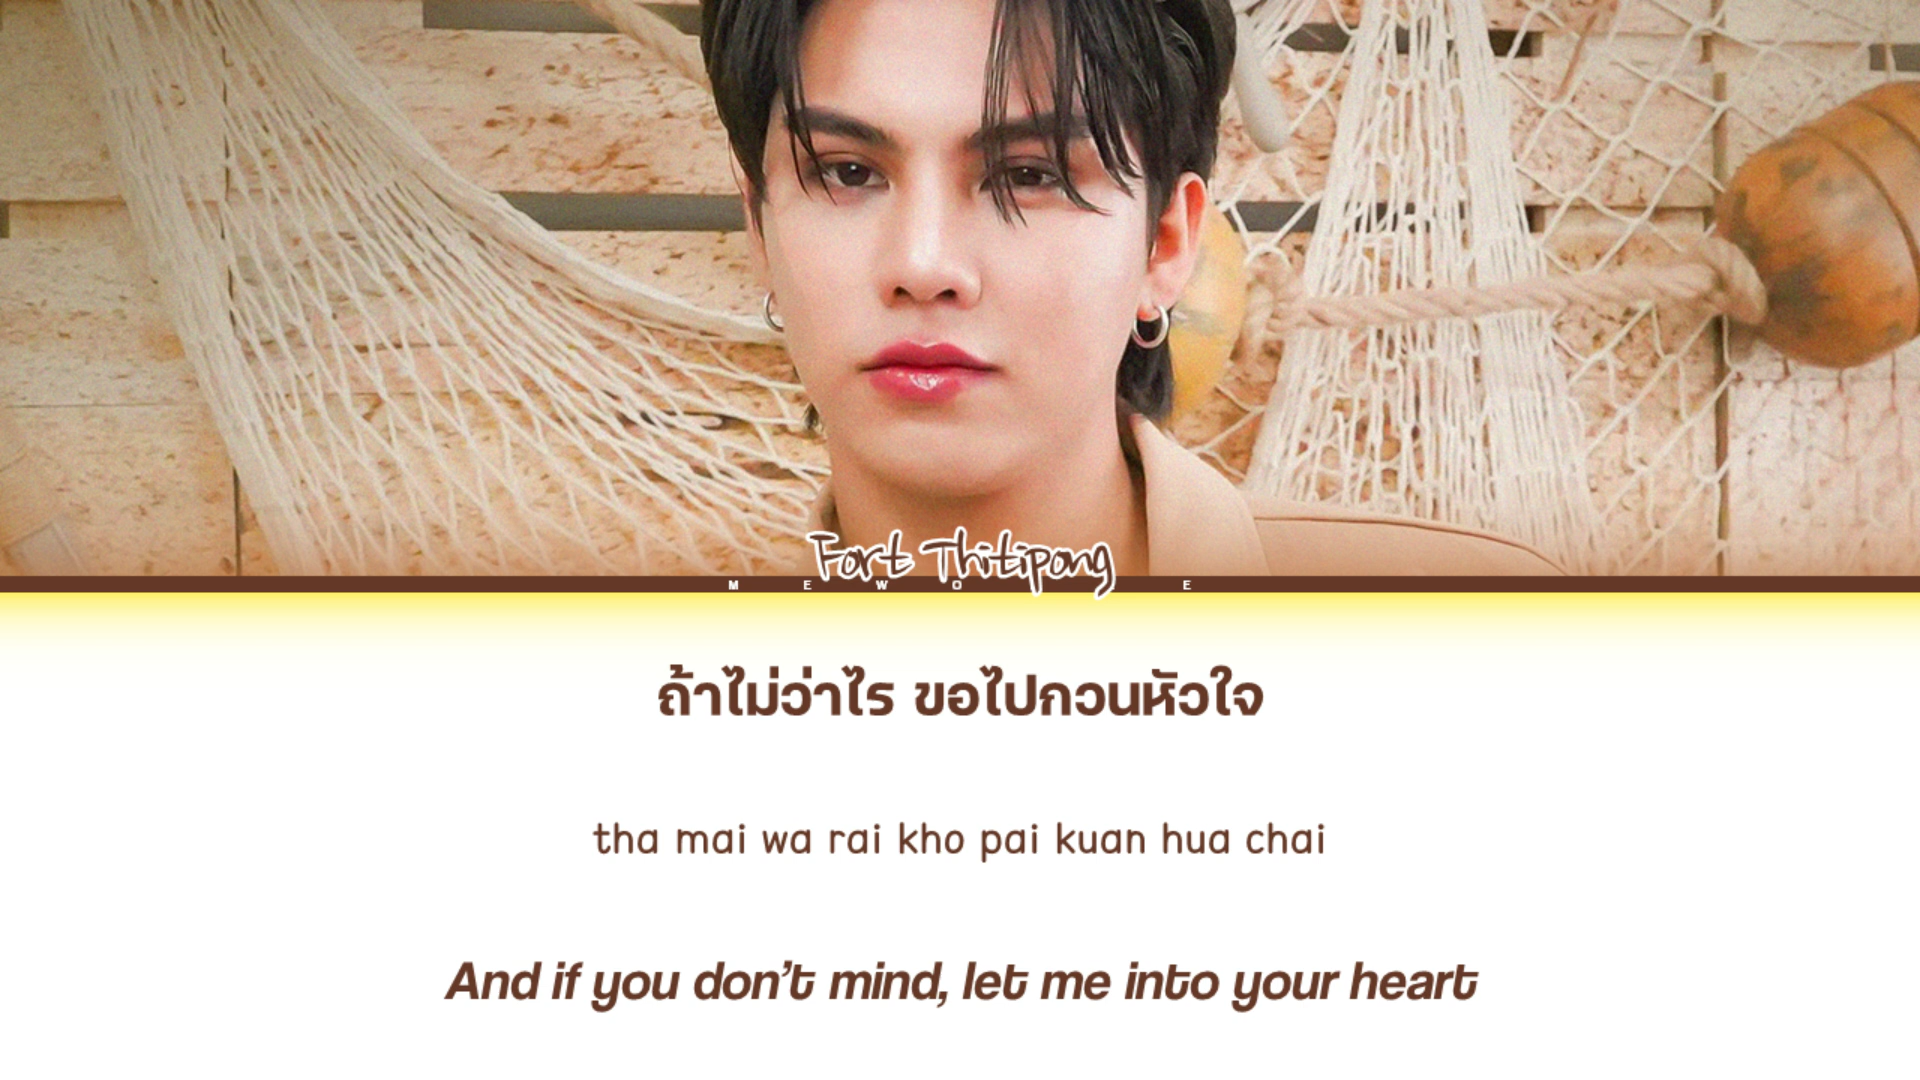 Fort Thitipong
M E W O E
ถ้าไม่ว่าไร ขอไปกวนหัวใจ
tha mai wa rai kho pai kuan hua chai
And if you don't mind, let me into your heart